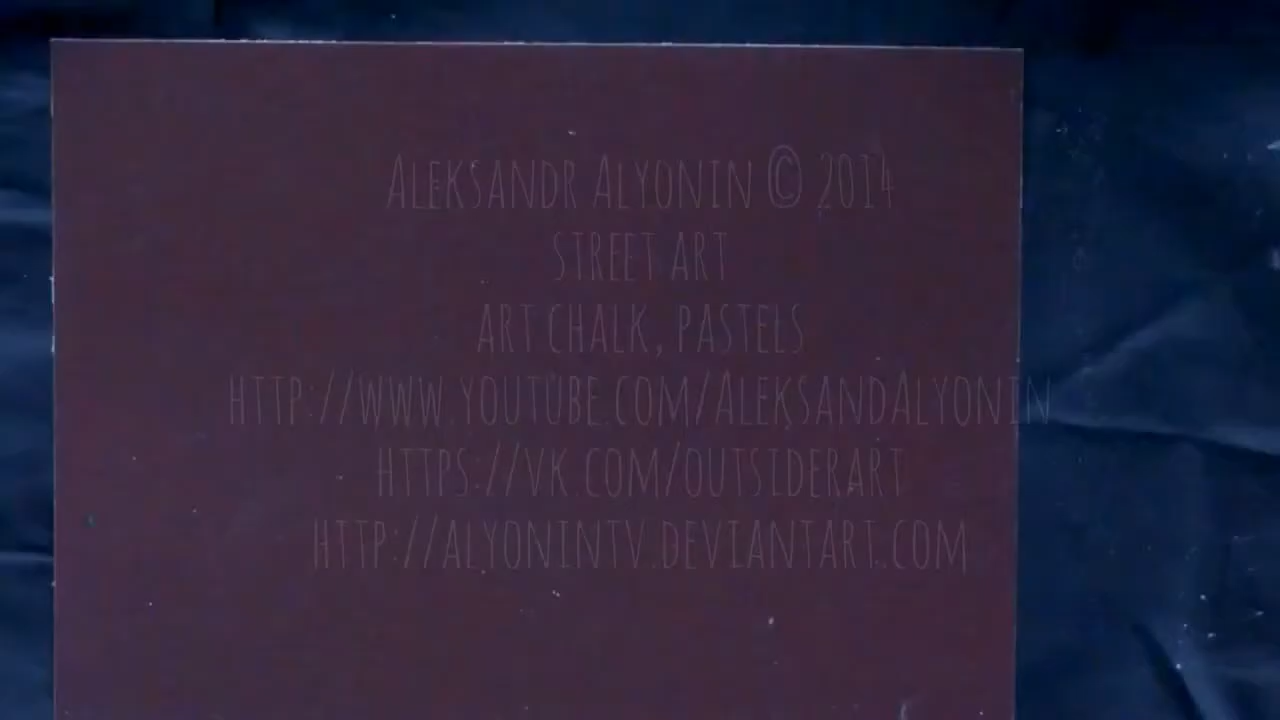 Aleksandr Alyonin © 2014
street art
art chalk, pastels
http://www.youtube.com/AleksandAlyonin
https://vk.com/outsiderart
http://alyonintv.deviantart.com